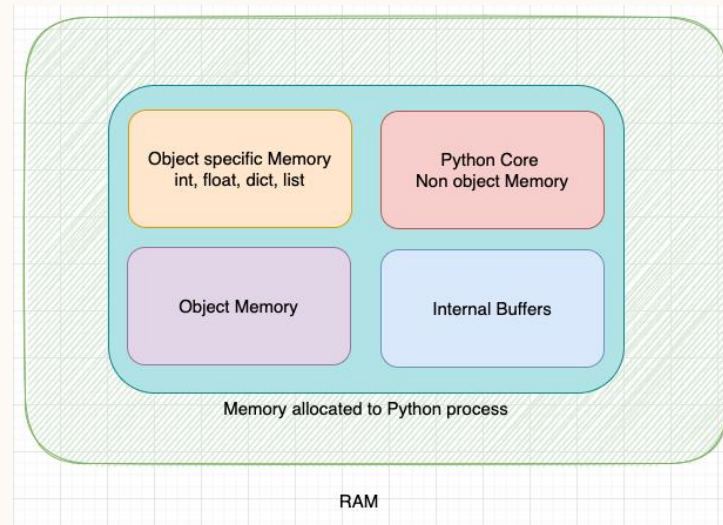 Object specific Memory
int, float, dict, list
Python Core
Non object Memory
Object Memory
Internal Buffers
Memory allocated to Python process
RAM